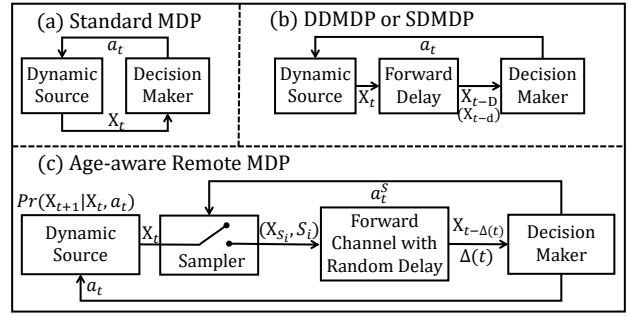 (a) Standard MDP
a_t
Dynamic Source
Decision Maker
X_t
(b) DDMDP or SDMDP
a_t
Dynamic Source
X_t
Forward Delay
X_{t−D}
(X_{t−d})
Decision Maker
(c) Age-aware Remote MDP
a_t^S
Pr(X_{t+1}|X_t, a_t)
Dynamic Source
X_t
Sampler
(X_{S_i}, S_i)
Forward Channel with Random Delay
X_{t−Δ(t)}
Δ(t)
Decision Maker
a_t